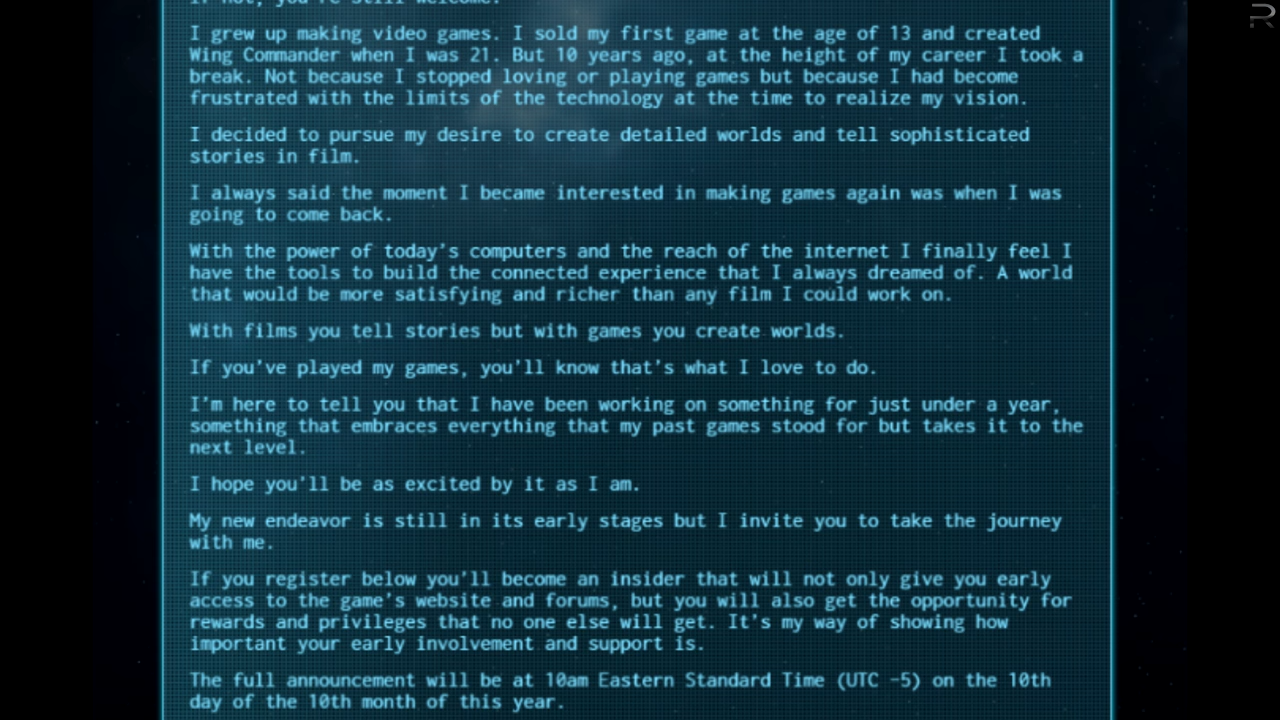 If not, you're still welcome.
I grew up making video games. I sold my first game at the age of 13 and created
Wing Commander when I was 21. But 10 years ago, at the height of my career I took a
break. Not because I stopped loving or playing games but because I had become
frustrated with the limits of the technology at the time to realize my vision.
I decided to pursue my desire to create detailed worlds and tell sophisticated
stories in film.
I always said the moment I became interested in making games again was when I was
going to come back.
With the power of today's computers and the reach of the internet I finally feel I
have the tools to build the connected experience that I always dreamed of. A world
that would be more satisfying and richer than any film I could work on.
With films you tell stories but with games you create worlds.
If you've played my games, you'll know that's what I love to do.
I'm here to tell you that I have been working on something for just under a year,
something that embraces everything that my past games stood for but takes it to the
next level.
I hope you'll be as excited by it as I am.
My new endeavor is still in its early stages but I invite you to take the journey
with me.
If you register below you'll become an insider that will not only give you early
access to the game's website and forums, but you will also get the opportunity for
rewards and privileges that no one else will get. It's my way of showing how
important your early involvement and support is.
The full announcement will be at 10am Eastern Standard Time (UTC -5) on the 10th
day of the 10th month of this year.